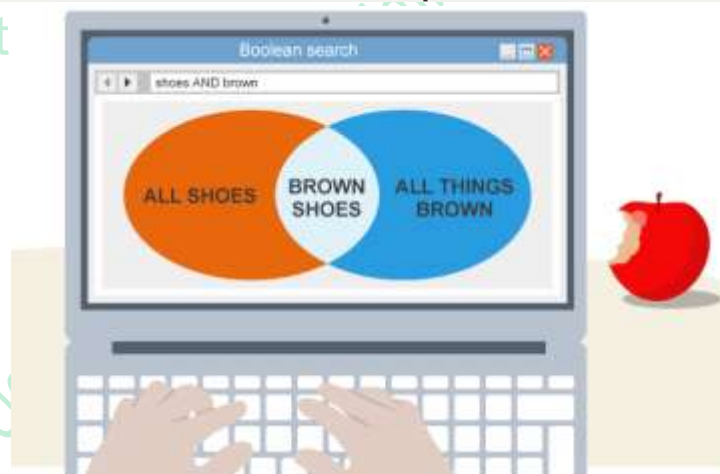 Boolean search
shoes AND brown
ALL SHOES
BROWN
SHOES
ALL THINGS
BROWN